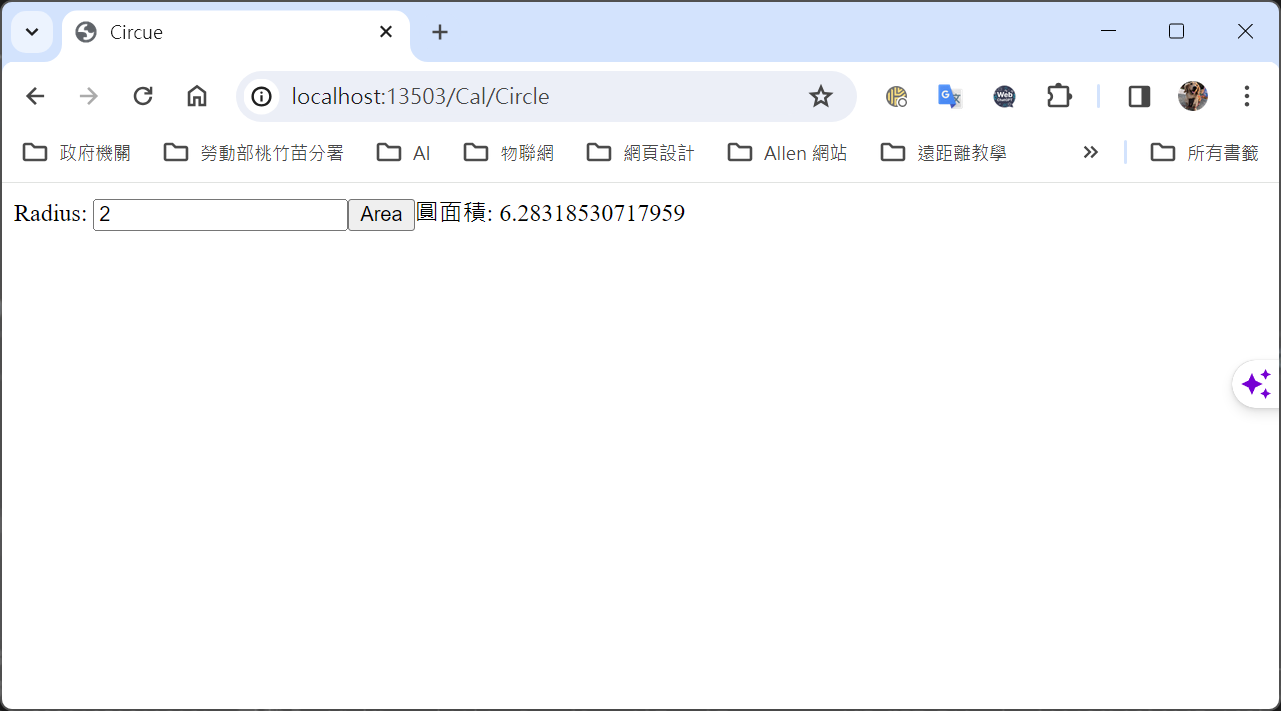 Circue
localhost:13503/Cal/Circle
Web
ChatGPT
政府機關 勞動部桃竹苗分署 AI 物聯網 網頁設計 Allen 網站 遠距離教學 所有書籤
Radius: 2 Area 圓面積: 6.28318530717959